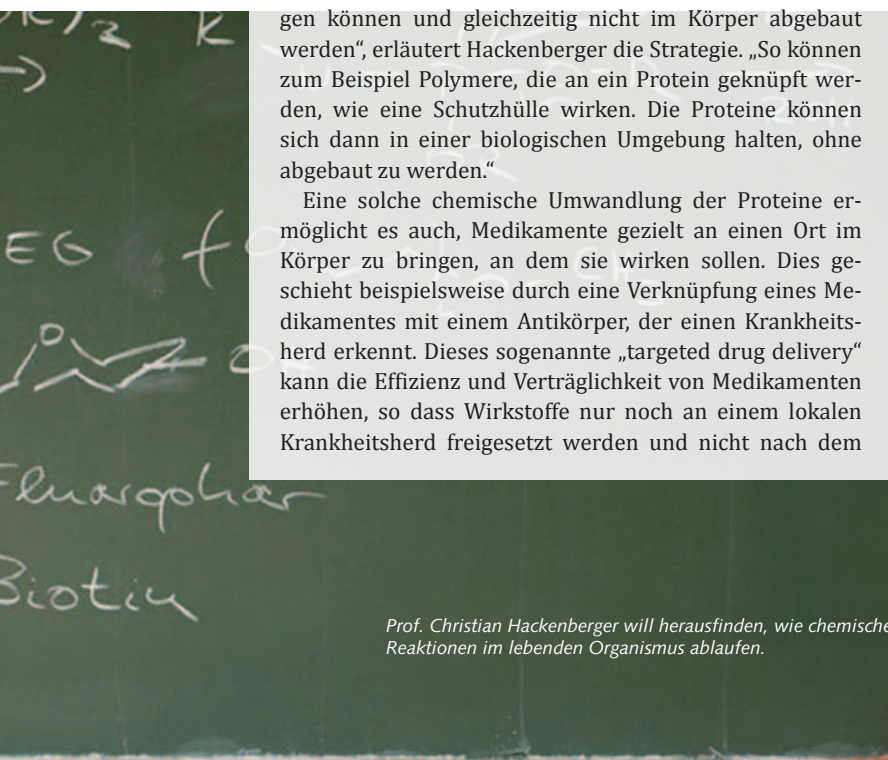 R
gen können und gleichzeitig nicht im Körper abgebaut
werden“, erläutert Hackenberger die Strategie. „So können
zum Beispiel Polymere, die an ein Protein geknüpft wer-
den, wie eine Schutzhülle wirken. Die Proteine können
sich dann in einer biologischen Umgebung halten, ohne
abgebaut zu werden.“
Eine solche chemische Umwandlung der Proteine er-
möglicht es auch, Medikamente gezielt an einen Ort im
Körper zu bringen, an dem sie wirken sollen. Dies ge-
schieht beispielsweise durch eine Verknüpfung eines Me-
dikamentes mit einem Antikörper, der einen Krankheits-
herd erkennt. Dieses sogenannte „targeted drug delivery“
kann die Effizienz und Verträglichkeit von Medikamenten
erhöhen, so dass Wirkstoffe nur noch an einem lokalen
Krankheitsherd freigesetzt werden und nicht nach dem
EG
Fluorophor
Biotin
Prof. Christian Hackenberger will herausfinden, wie chemische
Reaktionen im lebenden Organismus ablaufen.